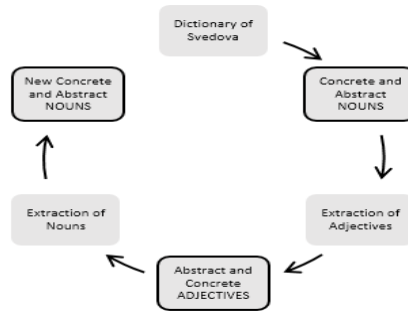 Dictionary of
Svedova
New Concrete
and Abstract
NOUNS
Concrete and
Abstract
NOUNS
Extraction of
Nouns
Extraction of
Adjectives
Abstract and
Concrete
ADJECTIVES